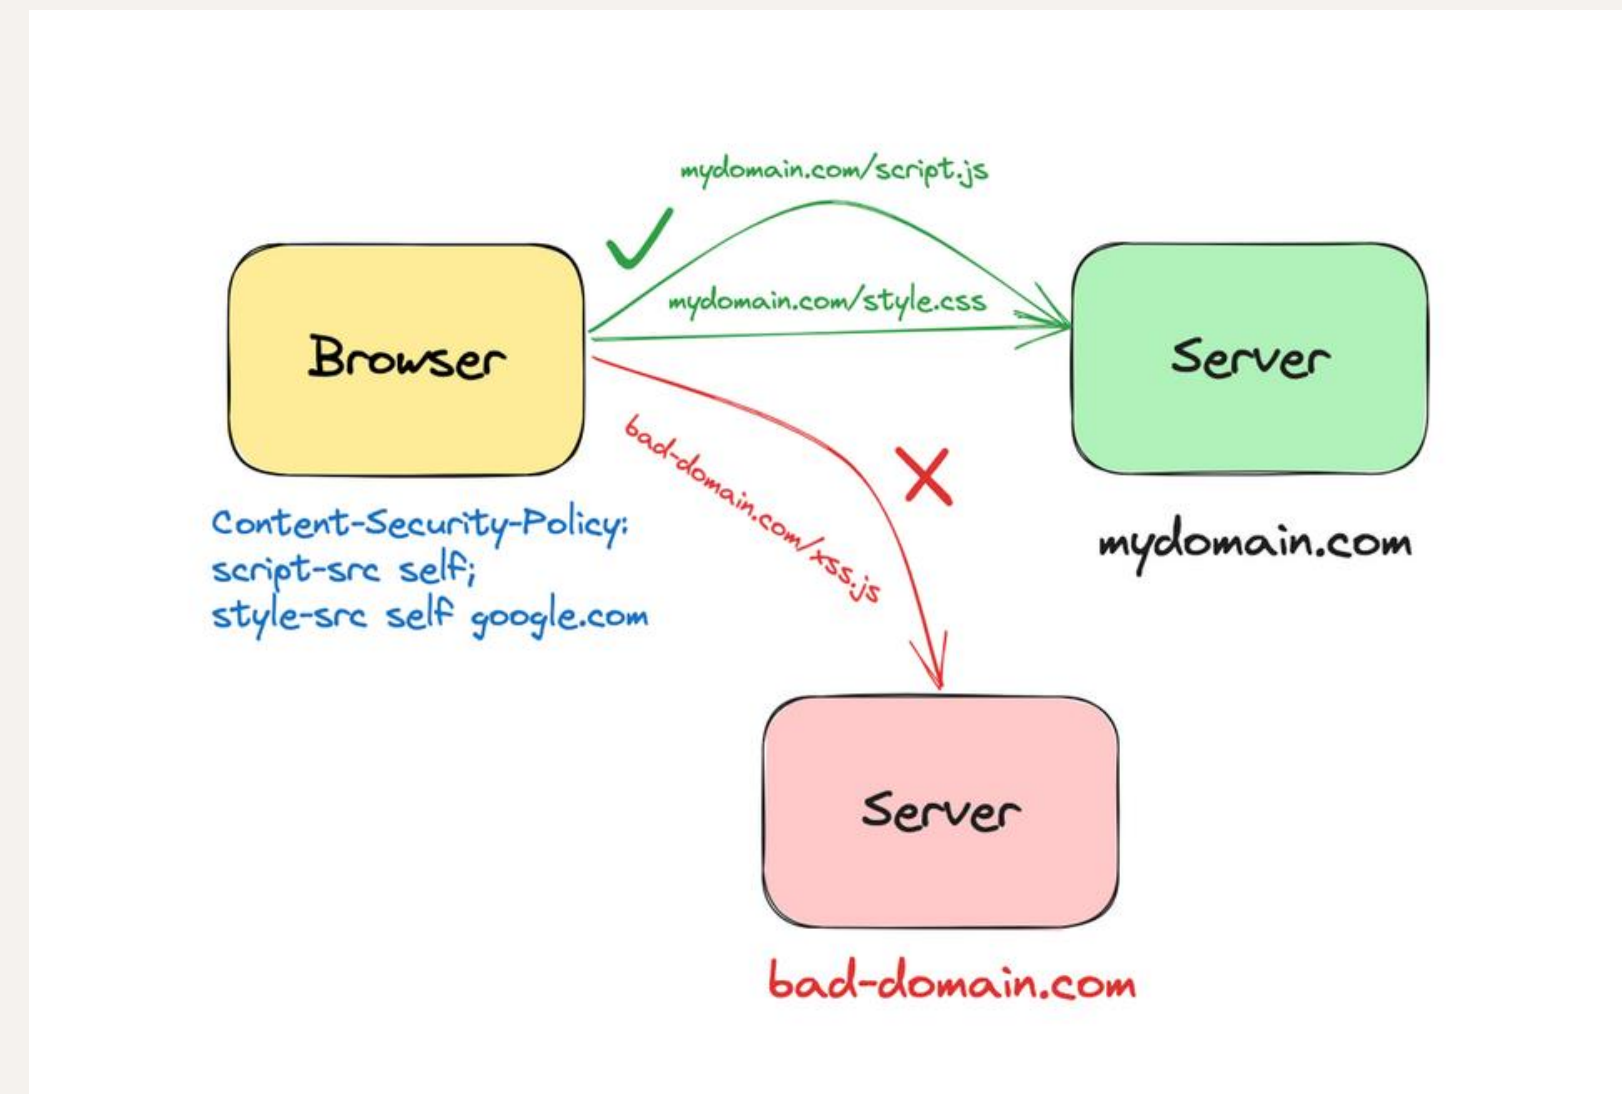 mydomain.com/script.js
mydomain.com/style.css
Browser
Server
bad-domain.com/xss.js
Content-Security-Policy:
script-src self;
style-src self google.com
mydomain.com
Server
bad-domain.com